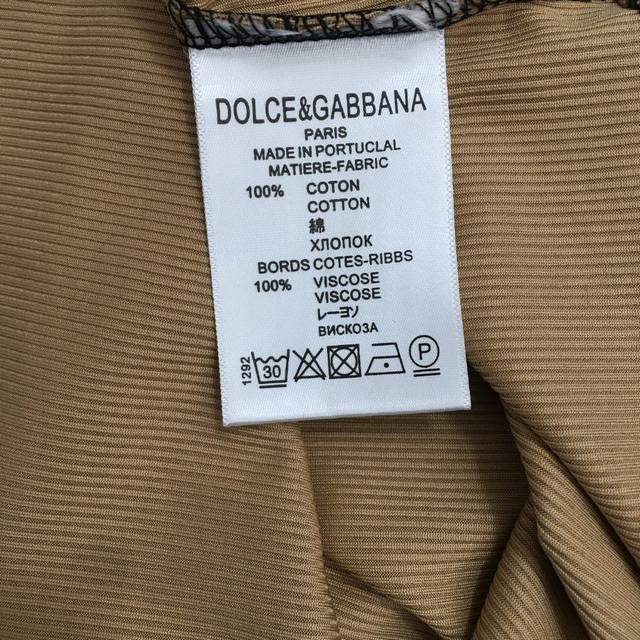 DOLCE&GABBANA
PARIS
MADE IN PORTUCLAL
MATIERE-FABRIC
100% COTON
COTTON
綿
ХЛОПОК
BORDS COTES-RIBBS
100% VISCOSE
VISCOSE
レーヨソ
ВИСКОЗА
1292 30 P